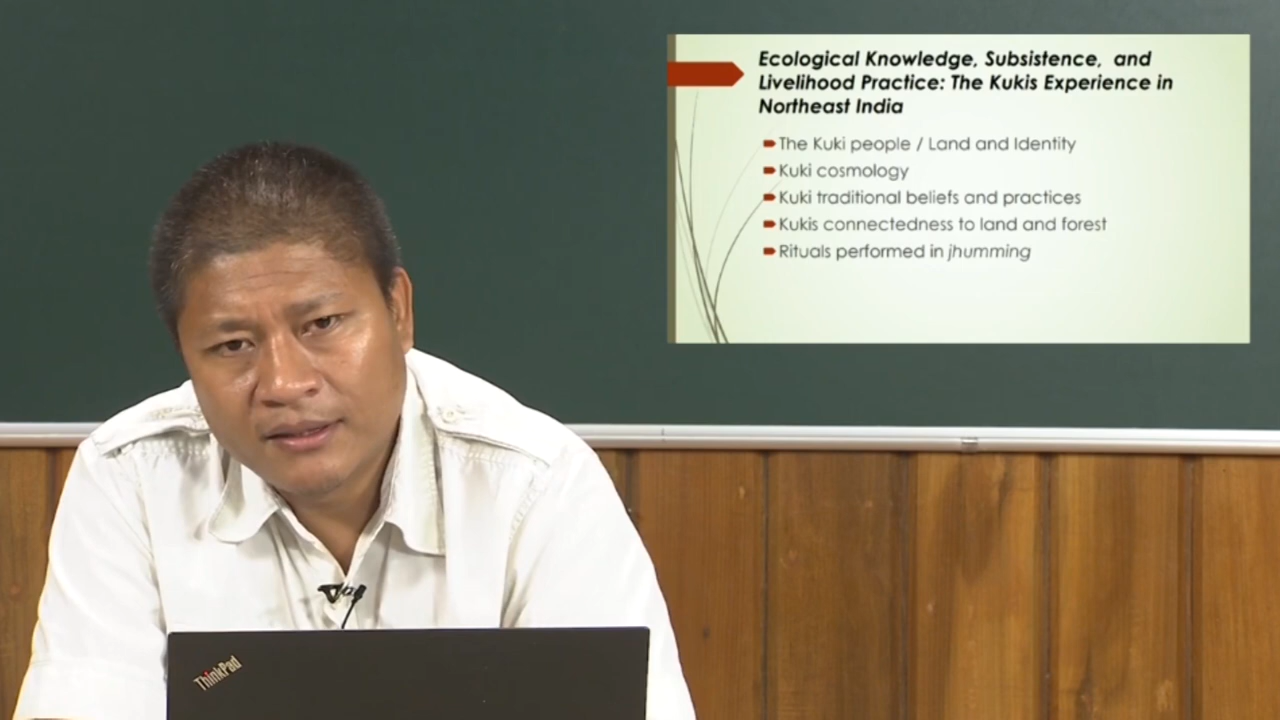 Ecological Knowledge, Subsistence, and
Livelihood Practice: The Kukis Experience in
Northeast India
The Kuki people / Land and Identity
Kuki cosmology
Kuki traditional beliefs and practices
Kukis connectedness to land and forest
Rituals performed in jhumming
ThinkPad